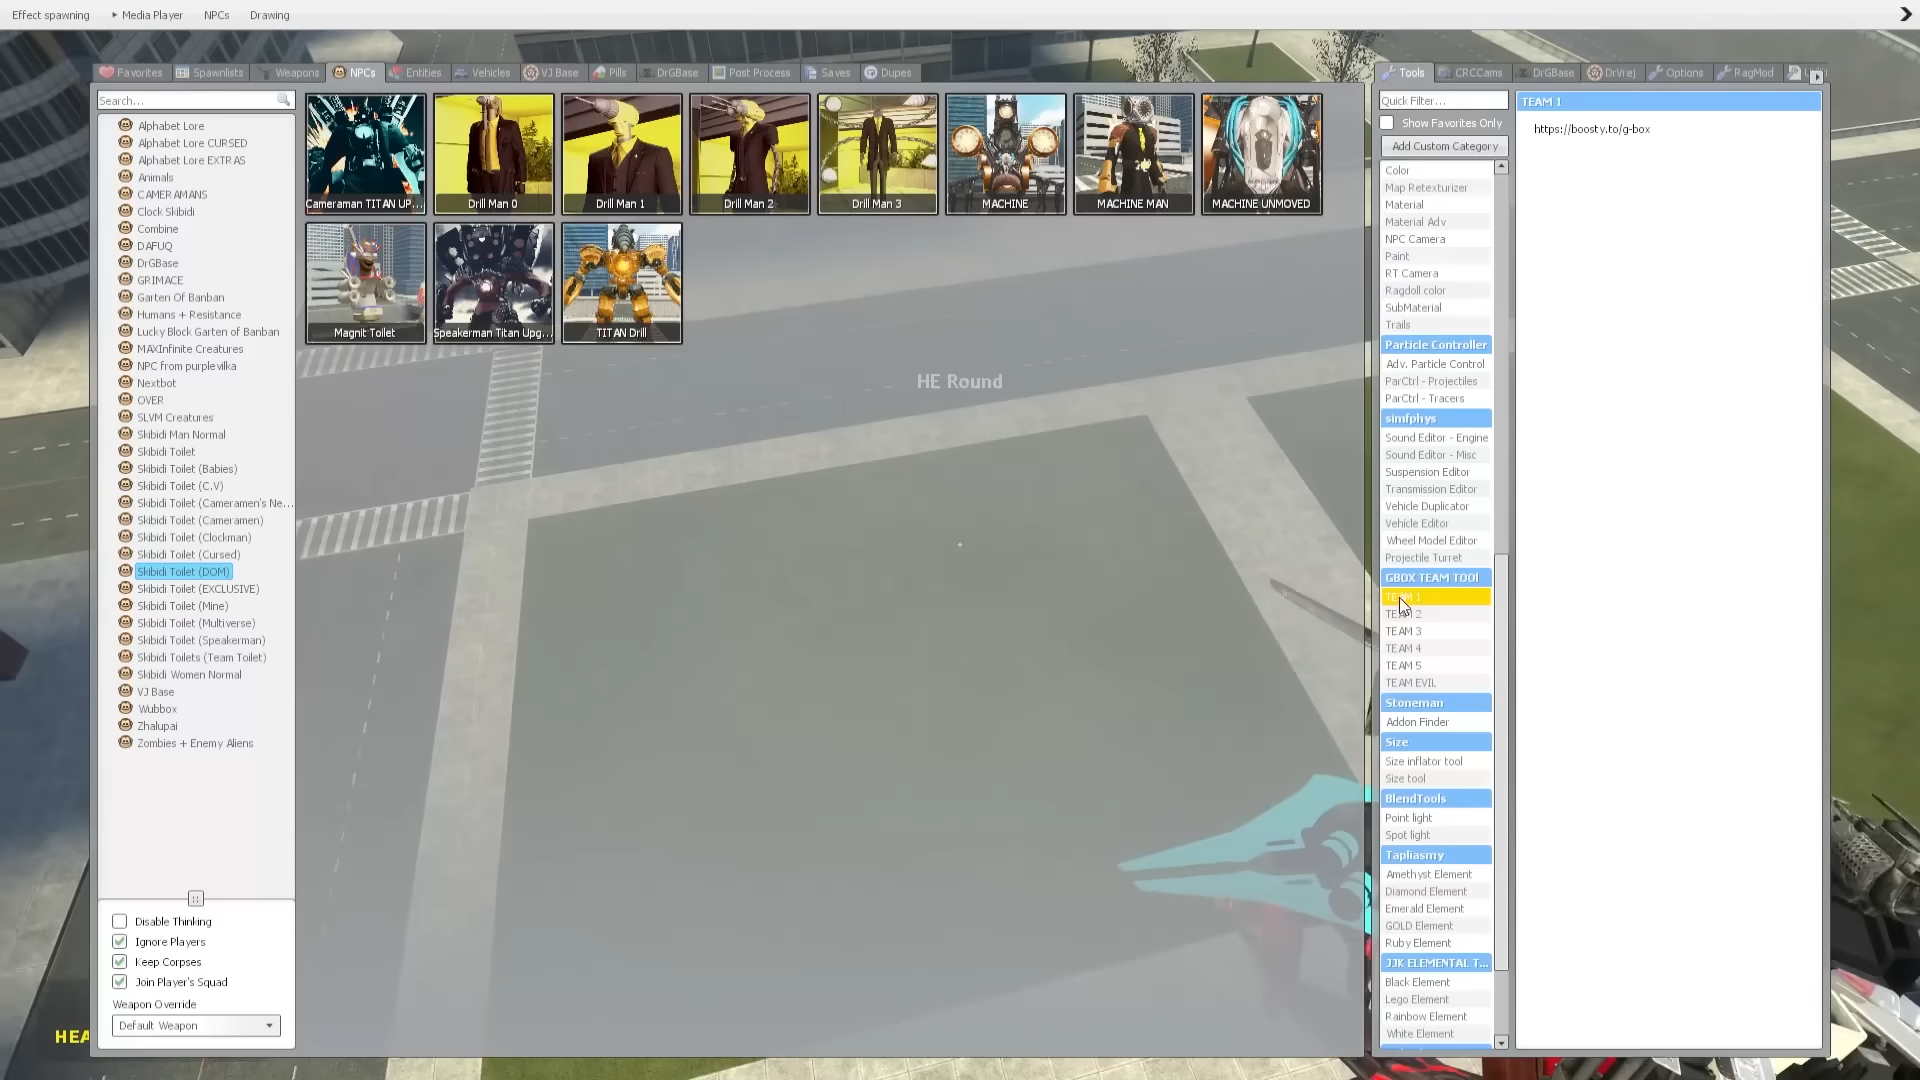 Effect spawning
Media Player
NPCs
Drawing
Favorites
Spawnlists
Weapons
NPCs
Entities
Vehicles
VJ Base
Pills
DrGBase
Post Process
Saves
Dupes
Search...
Alphabet Lore
Alphabet Lore CURSED
Alphabet Lore EXTRAS
Animals
CAMERAMANS
Clock Skibidi
Combine
DAFUQ
DrGBase
GRIMACE
Garten Of Banban
Humans + Resistance
Lucky Block Garten of Banban
MAXInfinite Creatures
NPC from purplevilka
Nextbot
OVER
SLVM Creatures
Skibidi Man Normal
Skibidi Toilet
Skibidi Toilet (Babies)
Skibidi Toilet (C.V)
Skibidi Toilet (Cameramen's Ne...
Skibidi Toilet (Cameramen)
Skibidi Toilet (Clockman)
Skibidi Toilet (Cursed)
Skibidi Toilet (DOM)
Skibidi Toilet (EXCLUSIVE)
Skibidi Toilet (Mine)
Skibidi Toilet (Multiverse)
Skibidi Toilet (Speakerman)
Skibidi Toilets (Team Toilet)
Skibidi Women Normal
VJ Base
Wubbox
Zhalupai
Zombies + Enemy Aliens
Disable Thinking
Ignore Players
Keep Corpses
Join Player's Squad
Weapon Override
Default Weapon
HEA
Cameraman TITAN UP...
Drill Man 0
Drill Man 1
Drill Man 2
Drill Man 3
MACHINE
MACHINE MAN
MACHINE UNMOVED
Magnit Toilet
Speakerman Titan Upg...
TITAN Drill
HE Round
Tools
CRCCams
DrGBase
DrVrej
Options
RagMod
Quick Filter...
Show Favorites Only
Add Custom Category
Color
Map Retexturizer
Material
Material Adv
NPC Camera
Paint
RT Camera
Ragdoll color
SubMaterial
Trails
Particle Controller
Adv. Particle Control
ParCtrl - Projectiles
ParCtrl - Tracers
simfphys
Sound Editor - Engine
Sound Editor - Misc
Suspension Editor
Transmission Editor
Vehicle Duplicator
Vehicle Editor
Wheel Model Editor
Projectile Turret
GBOX TEAM TOOl
TEAM 1
TEAM 2
TEAM 3
TEAM 4
TEAM 5
TEAM EVIL
Stoneman
Addon Finder
Size
Size inflator tool
Size tool
BlendTools
Point light
Spot light
Tapliasmy
Amethyst Element
Diamond Element
Emerald Element
GOLD Element
Ruby Element
JJK ELEMENTAL T...
Black Element
Lego Element
Rainbow Element
White Element
TEAM 1
https://boosty.to/g-box